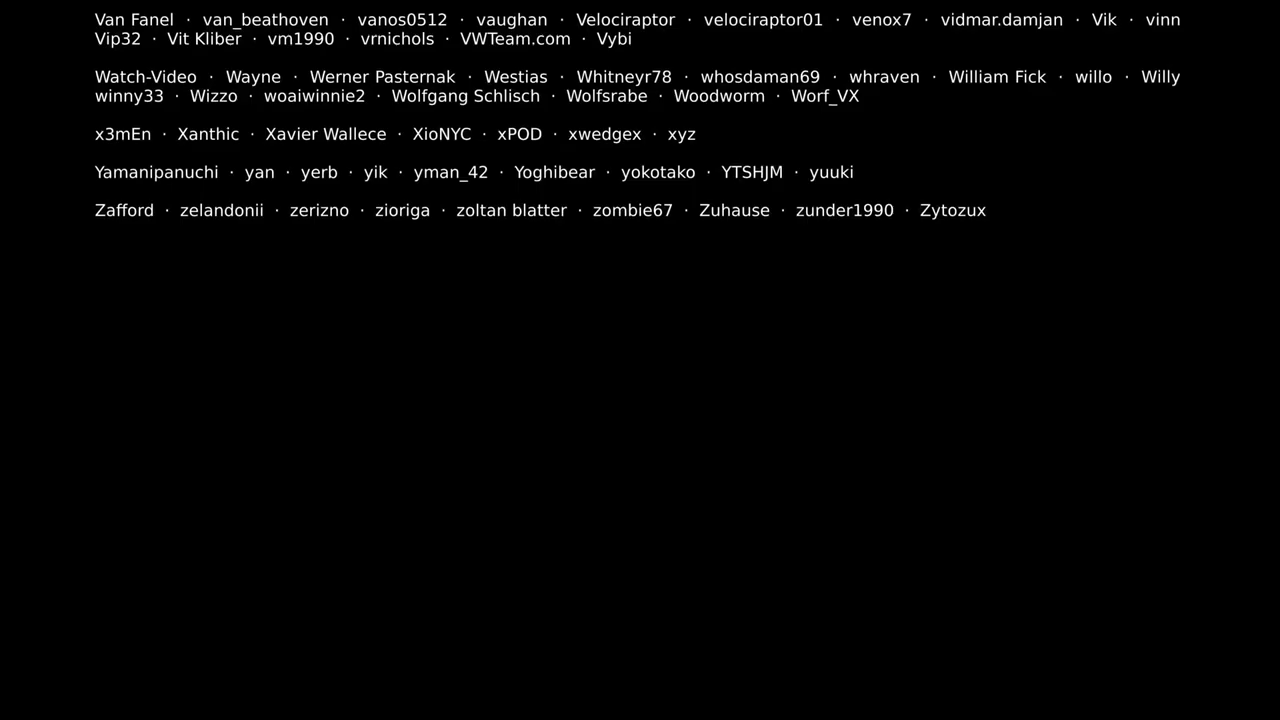 Van Fanel · van_beathoven · vanos0512 · vaughan · Velociraptor · velociraptor01 · venox7 · vidmar.damjan · Vik · vinn
Vip32 · Vit Kliber · vm1990 · vrnichols · VWTeam.com · Vybi
Watch-Video · Wayne · Werner Pasternak · Westias · Whitneyr78 · whosdaman69 · whraven · William Fick · willo · Willy
winny33 · Wizzo · woaiwinnie2 · Wolfgang Schlisch · Wolfsrabe · Woodworm · Worf_VX
x3mEn · Xanthic · Xavier Wallece · XioNYC · xPOD · xwedgex · xyz
Yamanipanuchi · yan · yerb · yik · yman_42 · Yoghibear · yokotako · YTSHJM · yuuki
Zafford · zelandonii · zerizno · zioriga · zoltan blatter · zombie67 · Zuhause · zunder1990 · Zytozux